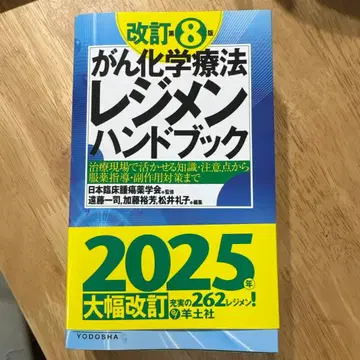 改訂第8版
がん化学療法
レジメン
ハンドブック
治療現場で活かせる知識・注意点から
服薬指導・副作用対策まで
日本臨床腫瘍薬学会●監修
遠藤一司,加藤裕芳,松井礼子●編集
2025年
大幅改訂 充実の262レジメン!
羊土社
YODOSHA